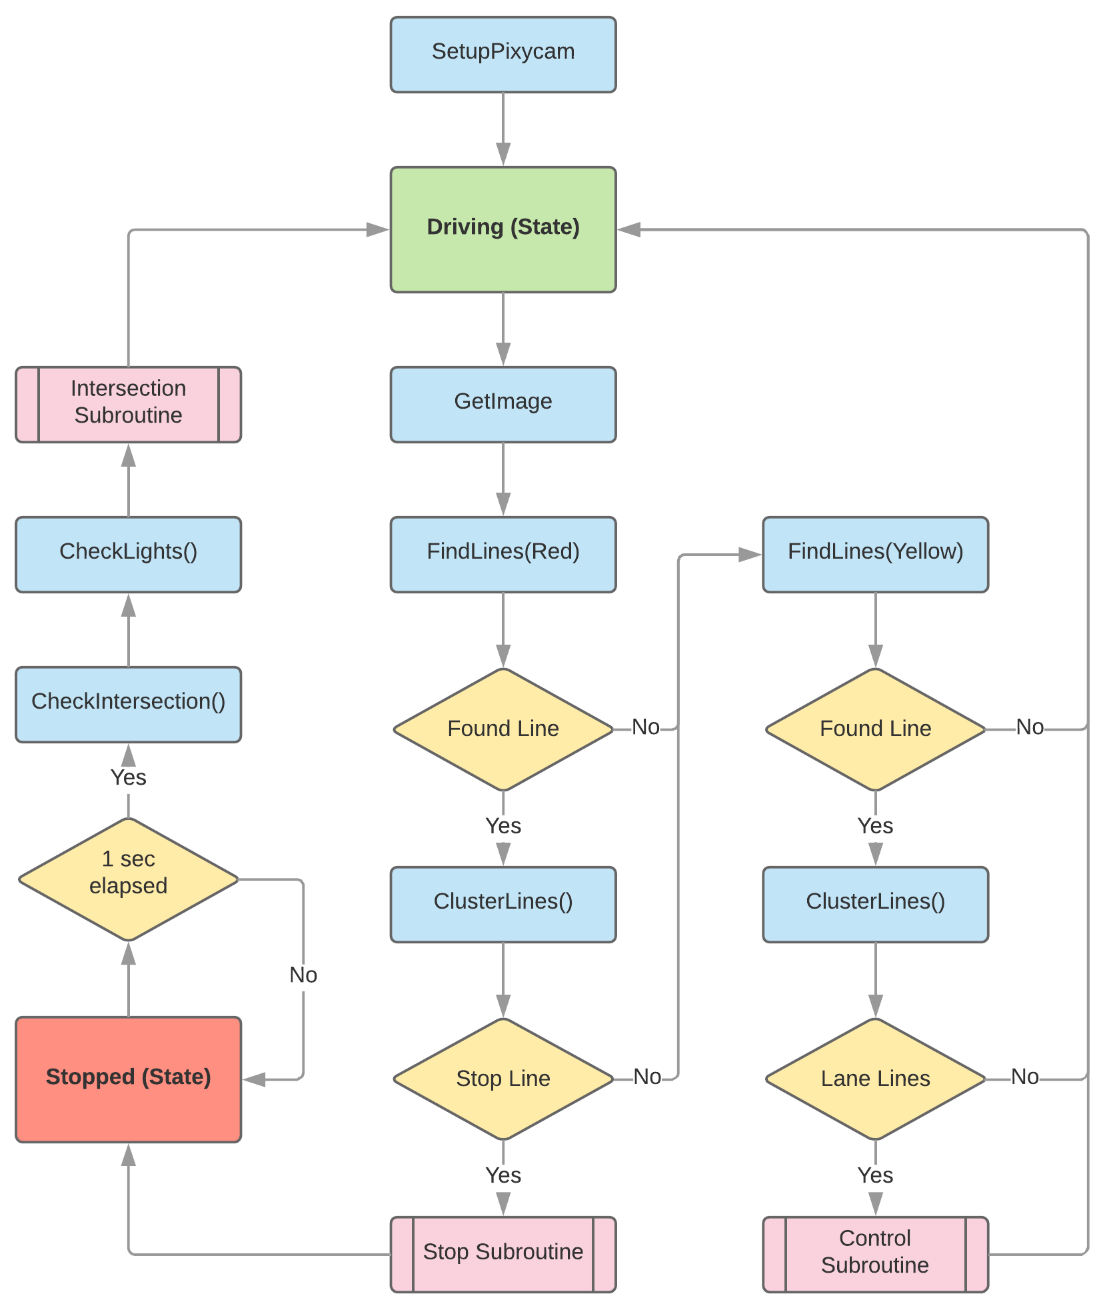 SetupPixycam
Driving (State)
Intersection
Subroutine
GetImage
CheckLights()
FindLines(Red)
FindLines(Yellow)
CheckIntersection()
Found Line
No
Found Line
No
Yes
Yes
Yes
1 sec
elapsed
ClusterLines()
ClusterLines()
No
Stopped (State)
Stop Line
No
Lane Lines
No
Yes
Yes
Stop Subroutine
Control
Subroutine